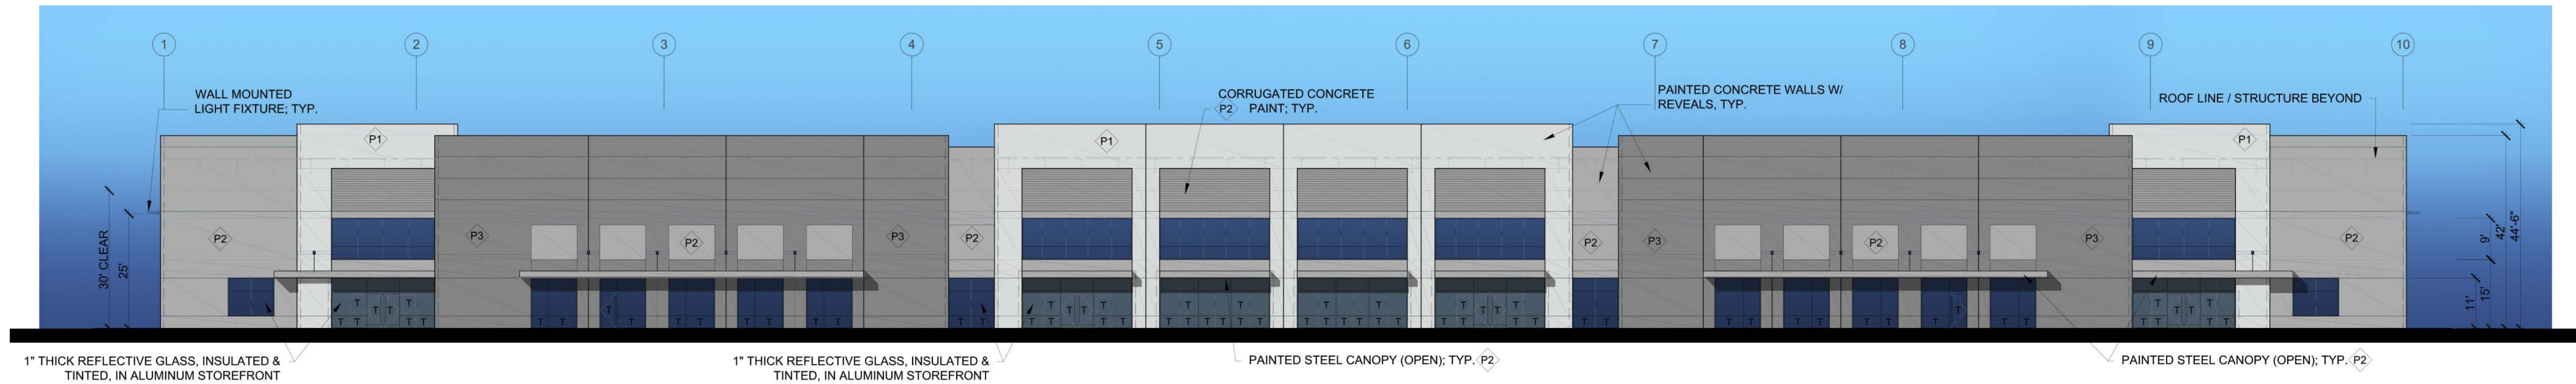 1 2 3 4 5 6 7 8 9 10
WALL MOUNTED
LIGHT FIXTURE; TYP.
CORRUGATED CONCRETE
P2 PAINT; TYP.
PAINTED CONCRETE WALLS W/
REVEALS, TYP.
ROOF LINE / STRUCTURE BEYOND
P1 P1 P1
P2 P3 P2 P3 P2 P2 P3 P2 P3 P2
30' CLEAR
25'
9'
42'
44'-6"
11'
15'
T T T T T T T T T T T T T T T T T T T T T
T T T T T T T T T T T T T T T T T T T T T T T T T T T T T T T T T T T T T T T T T T T T T T T T T T T T
1" THICK REFLECTIVE GLASS, INSULATED &
TINTED, IN ALUMINUM STOREFRONT
1" THICK REFLECTIVE GLASS, INSULATED &
TINTED, IN ALUMINUM STOREFRONT
PAINTED STEEL CANOPY (OPEN); TYP. P2
PAINTED STEEL CANOPY (OPEN); TYP. P2